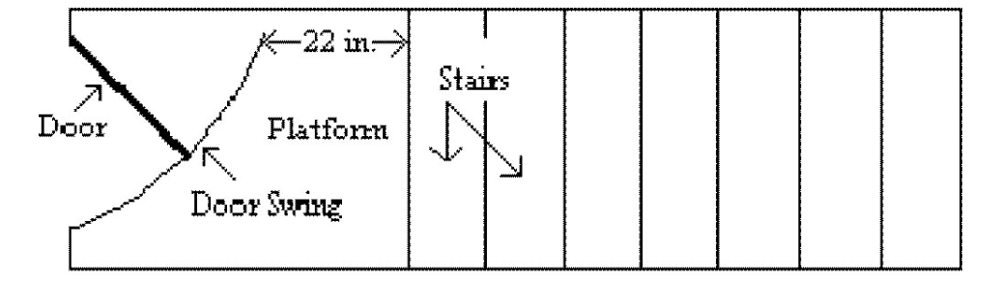 22 in.
Stairs
Door
Platform
Door Swing